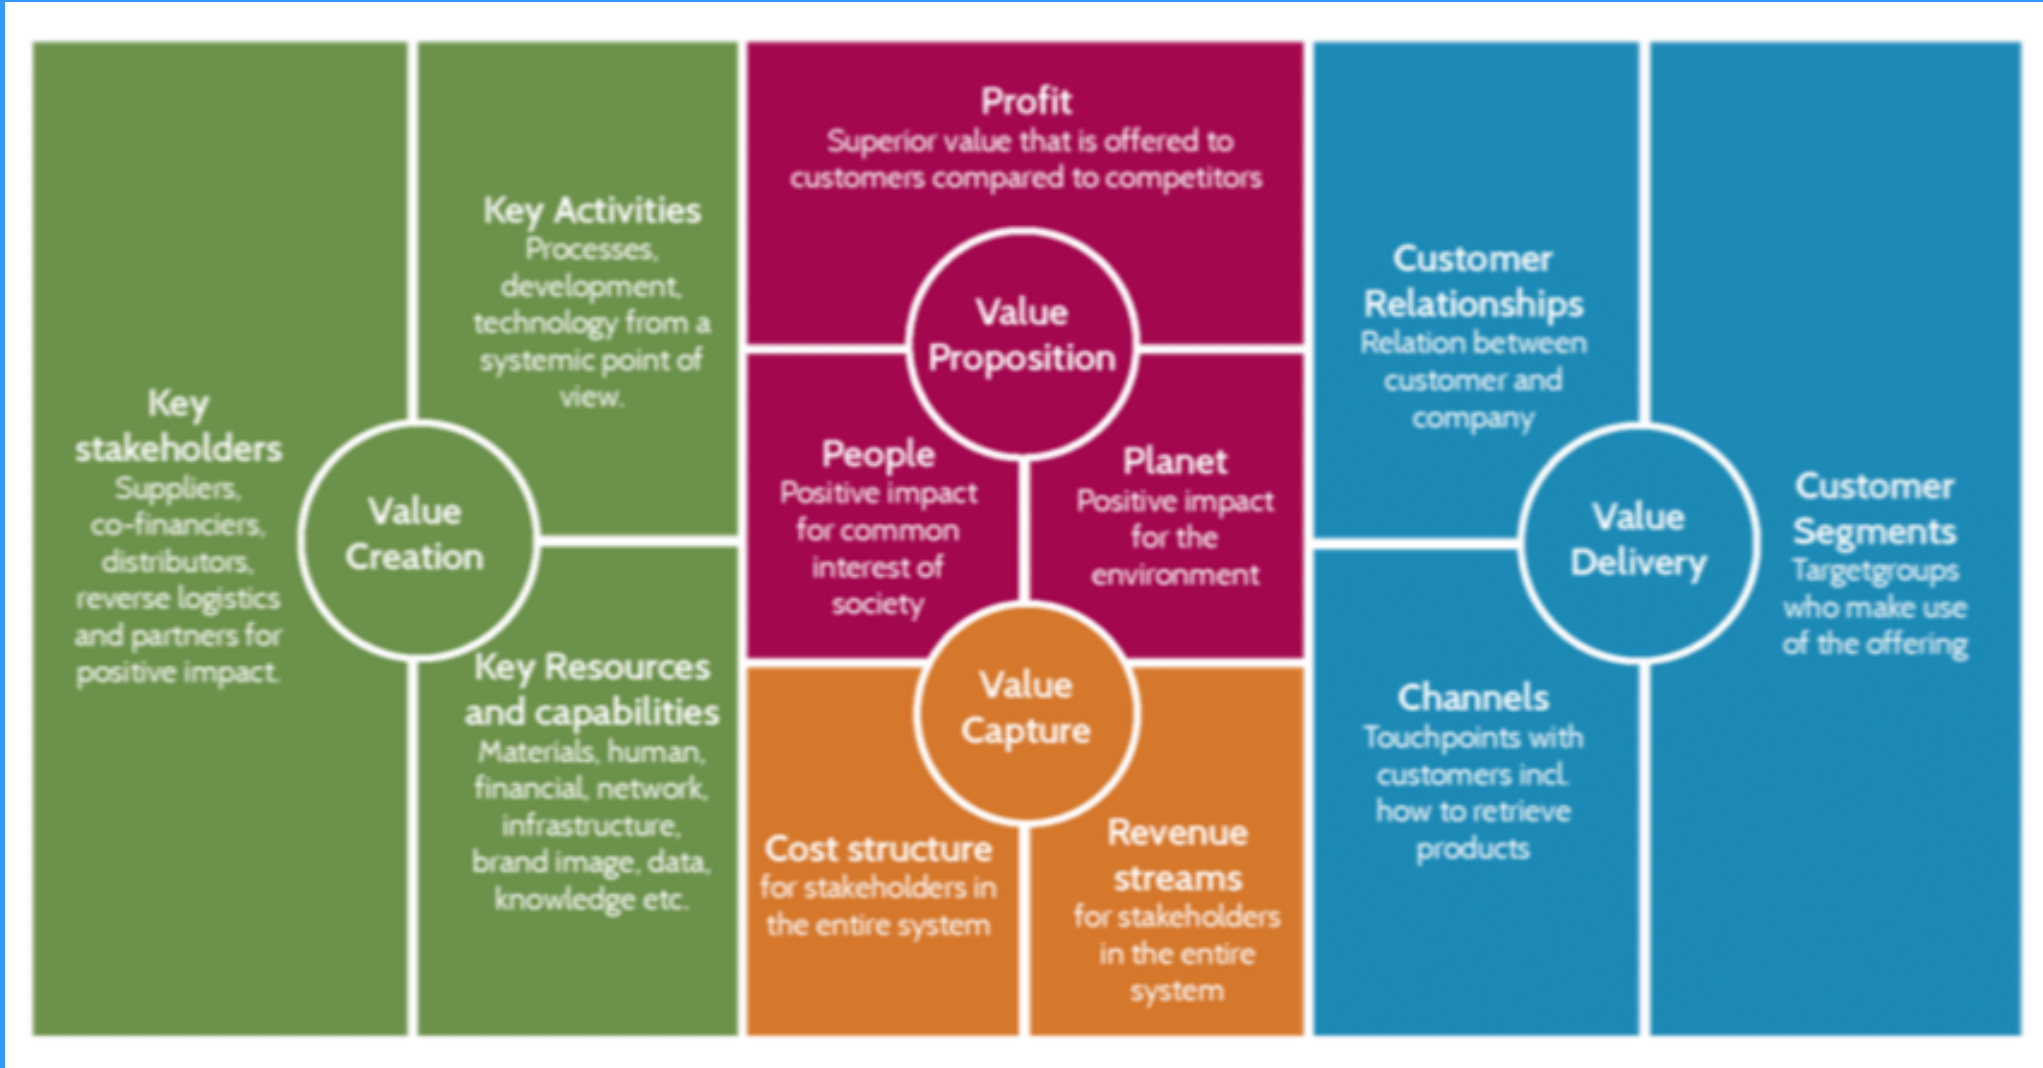 Key
stakeholders
Suppliers,
co-financiers,
distributors,
reverse logistics
and partners for
positive impact.
Value
Creation
Key Activities
Processes,
development,
technology from a
systemic point of
view.
Key Resources
and capabilities
Materials, human,
financial, network,
infrastructure,
brand image, data,
knowledge etc.
Profit
Superior value that is offered to
customers compared to competitors
Value
Proposition
People
Positive impact
for common
interest of
society
Planet
Positive impact
for the
environment
Value
Capture
Cost structure
for stakeholders in
the entire system
Revenue
streams
for stakeholders
in the entire
system
Customer
Relationships
Relation between
customer and
company
Value
Delivery
Channels
Touchpoints with
customers incl.
how to retrieve
products
Customer
Segments
Targetgroups
who make use
of the offering